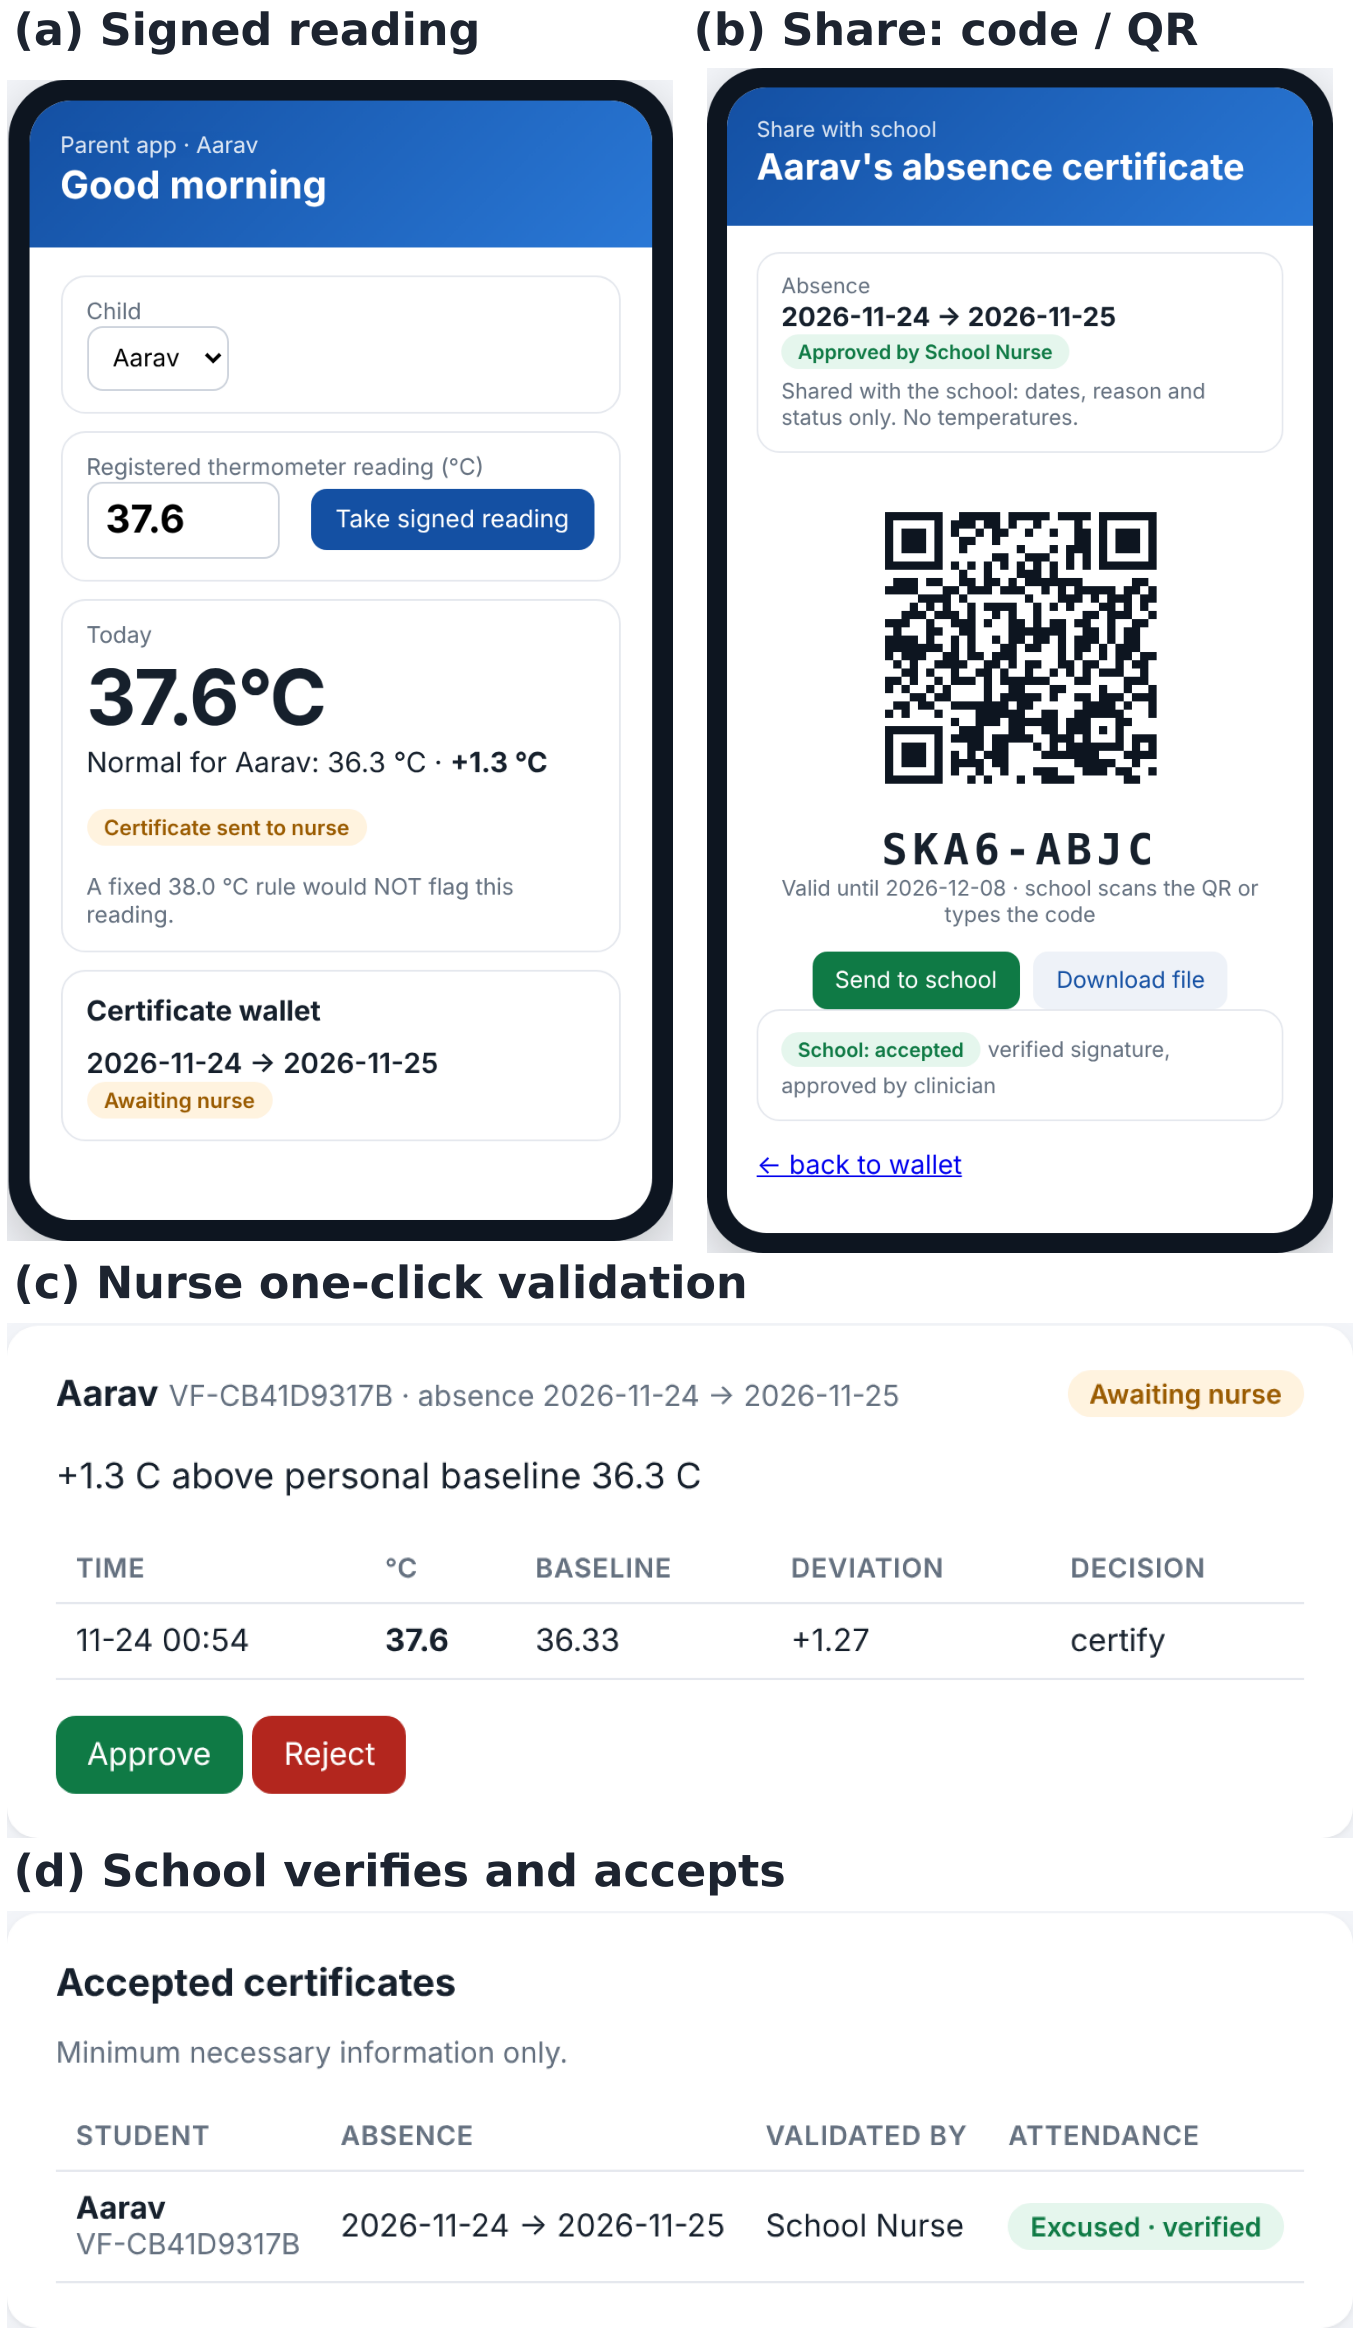 (a) Signed reading
Parent app · Aarav
Good morning
Child
Aarav
Registered thermometer reading (°C)
37.6
Take signed reading
Today
37.6°C
Normal for Aarav: 36.3 °C · +1.3 °C
Certificate sent to nurse
A fixed 38.0 °C rule would NOT flag this
reading.
Certificate wallet
2026-11-24 → 2026-11-25
Awaiting nurse
(b) Share: code / QR
Share with school
Aarav's absence certificate
Absence
2026-11-24 → 2026-11-25
Approved by School Nurse
Shared with the school: dates, reason and
status only. No temperatures.
SKA6-ABJC
Valid until 2026-12-08 · school scans the QR or
types the code
Send to school
Download file
School: accepted verified signature,
approved by clinician
← back to wallet
(c) Nurse one-click validation
Aarav VF-CB41D9317B · absence 2026-11-24 → 2026-11-25
Awaiting nurse
+1.3 C above personal baseline 36.3 C
TIME °C BASELINE DEVIATION DECISION
11-24 00:54 37.6 36.33 +1.27 certify
Approve
Reject
(d) School verifies and accepts
Accepted certificates
Minimum necessary information only.
STUDENT ABSENCE VALIDATED BY ATTENDANCE
Aarav
VF-CB41D9317B
2026-11-24 → 2026-11-25 School Nurse Excused · verified